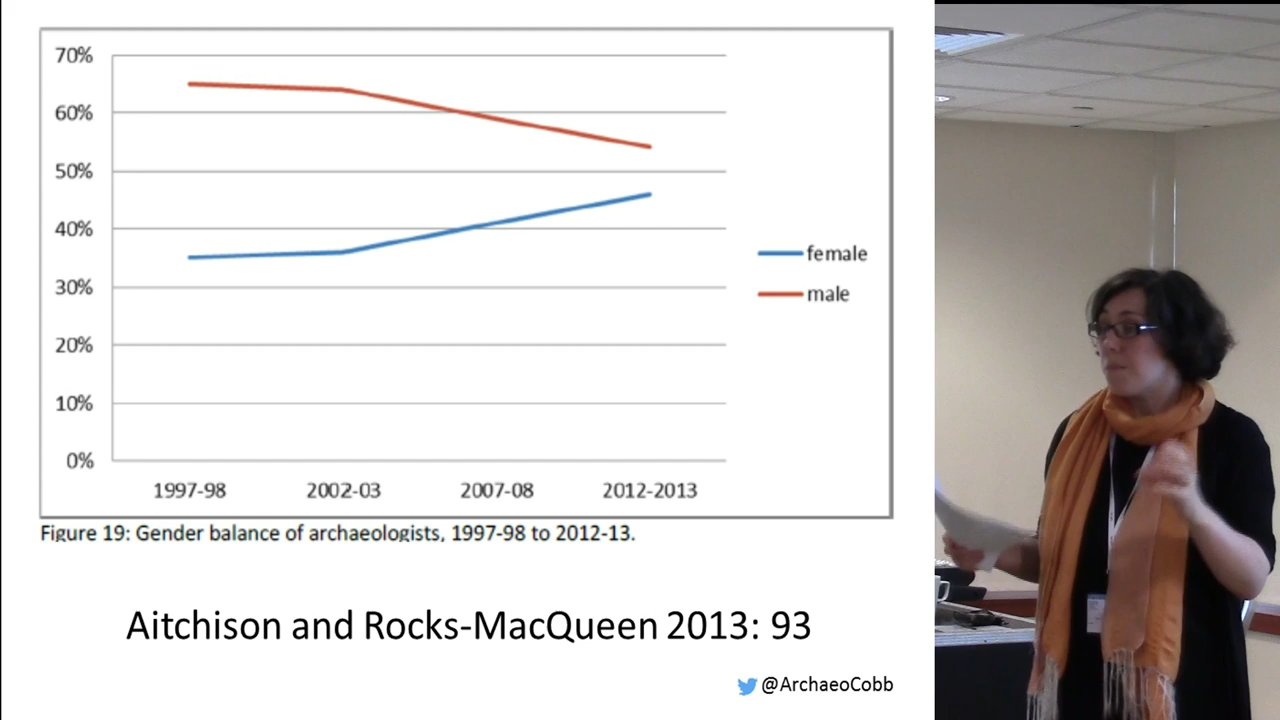 70%
60%
50%
40%
30%
20%
10%
0%
1997-98 2002-03 2007-08 2012-2013
female
male
Figure 19: Gender balance of archaeologists, 1997-98 to 2012-13.
Aitchison and Rocks-MacQueen 2013: 93
@ArchaeoCobb